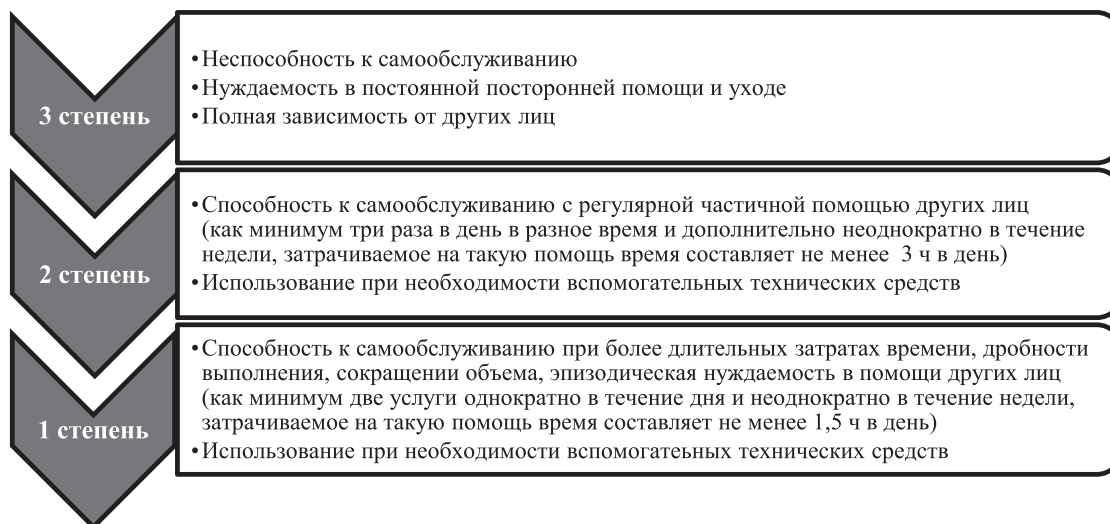 3 степень
•Неспособность к самообслуживанию
•Нуждаемость в постоянной посторонней помощи и уходе
•Полная зависимость от других лиц
2 степень
•Способность к самообслуживанию с регулярной частичной помощью других лиц
(как минимум три раза в день в разное время и дополнительно неоднократно в течение
недели, затрачиваемое на такую помощь время составляет не менее 3 ч в день)
•Использование при необходимости вспомогательных технических средств
1 степень
•Способность к самообслуживанию при более длительных затратах времени, дробности
выполнения, сокращении объема, эпизодическая нуждаемость в помощи других лиц
(как минимум две услуги однократно в течение дня и неоднократно в течение недели,
затрачиваемое на такую помощь время составляет не менее 1,5 ч в день)
•Использование при необходимости вспомогатеьных технических средств